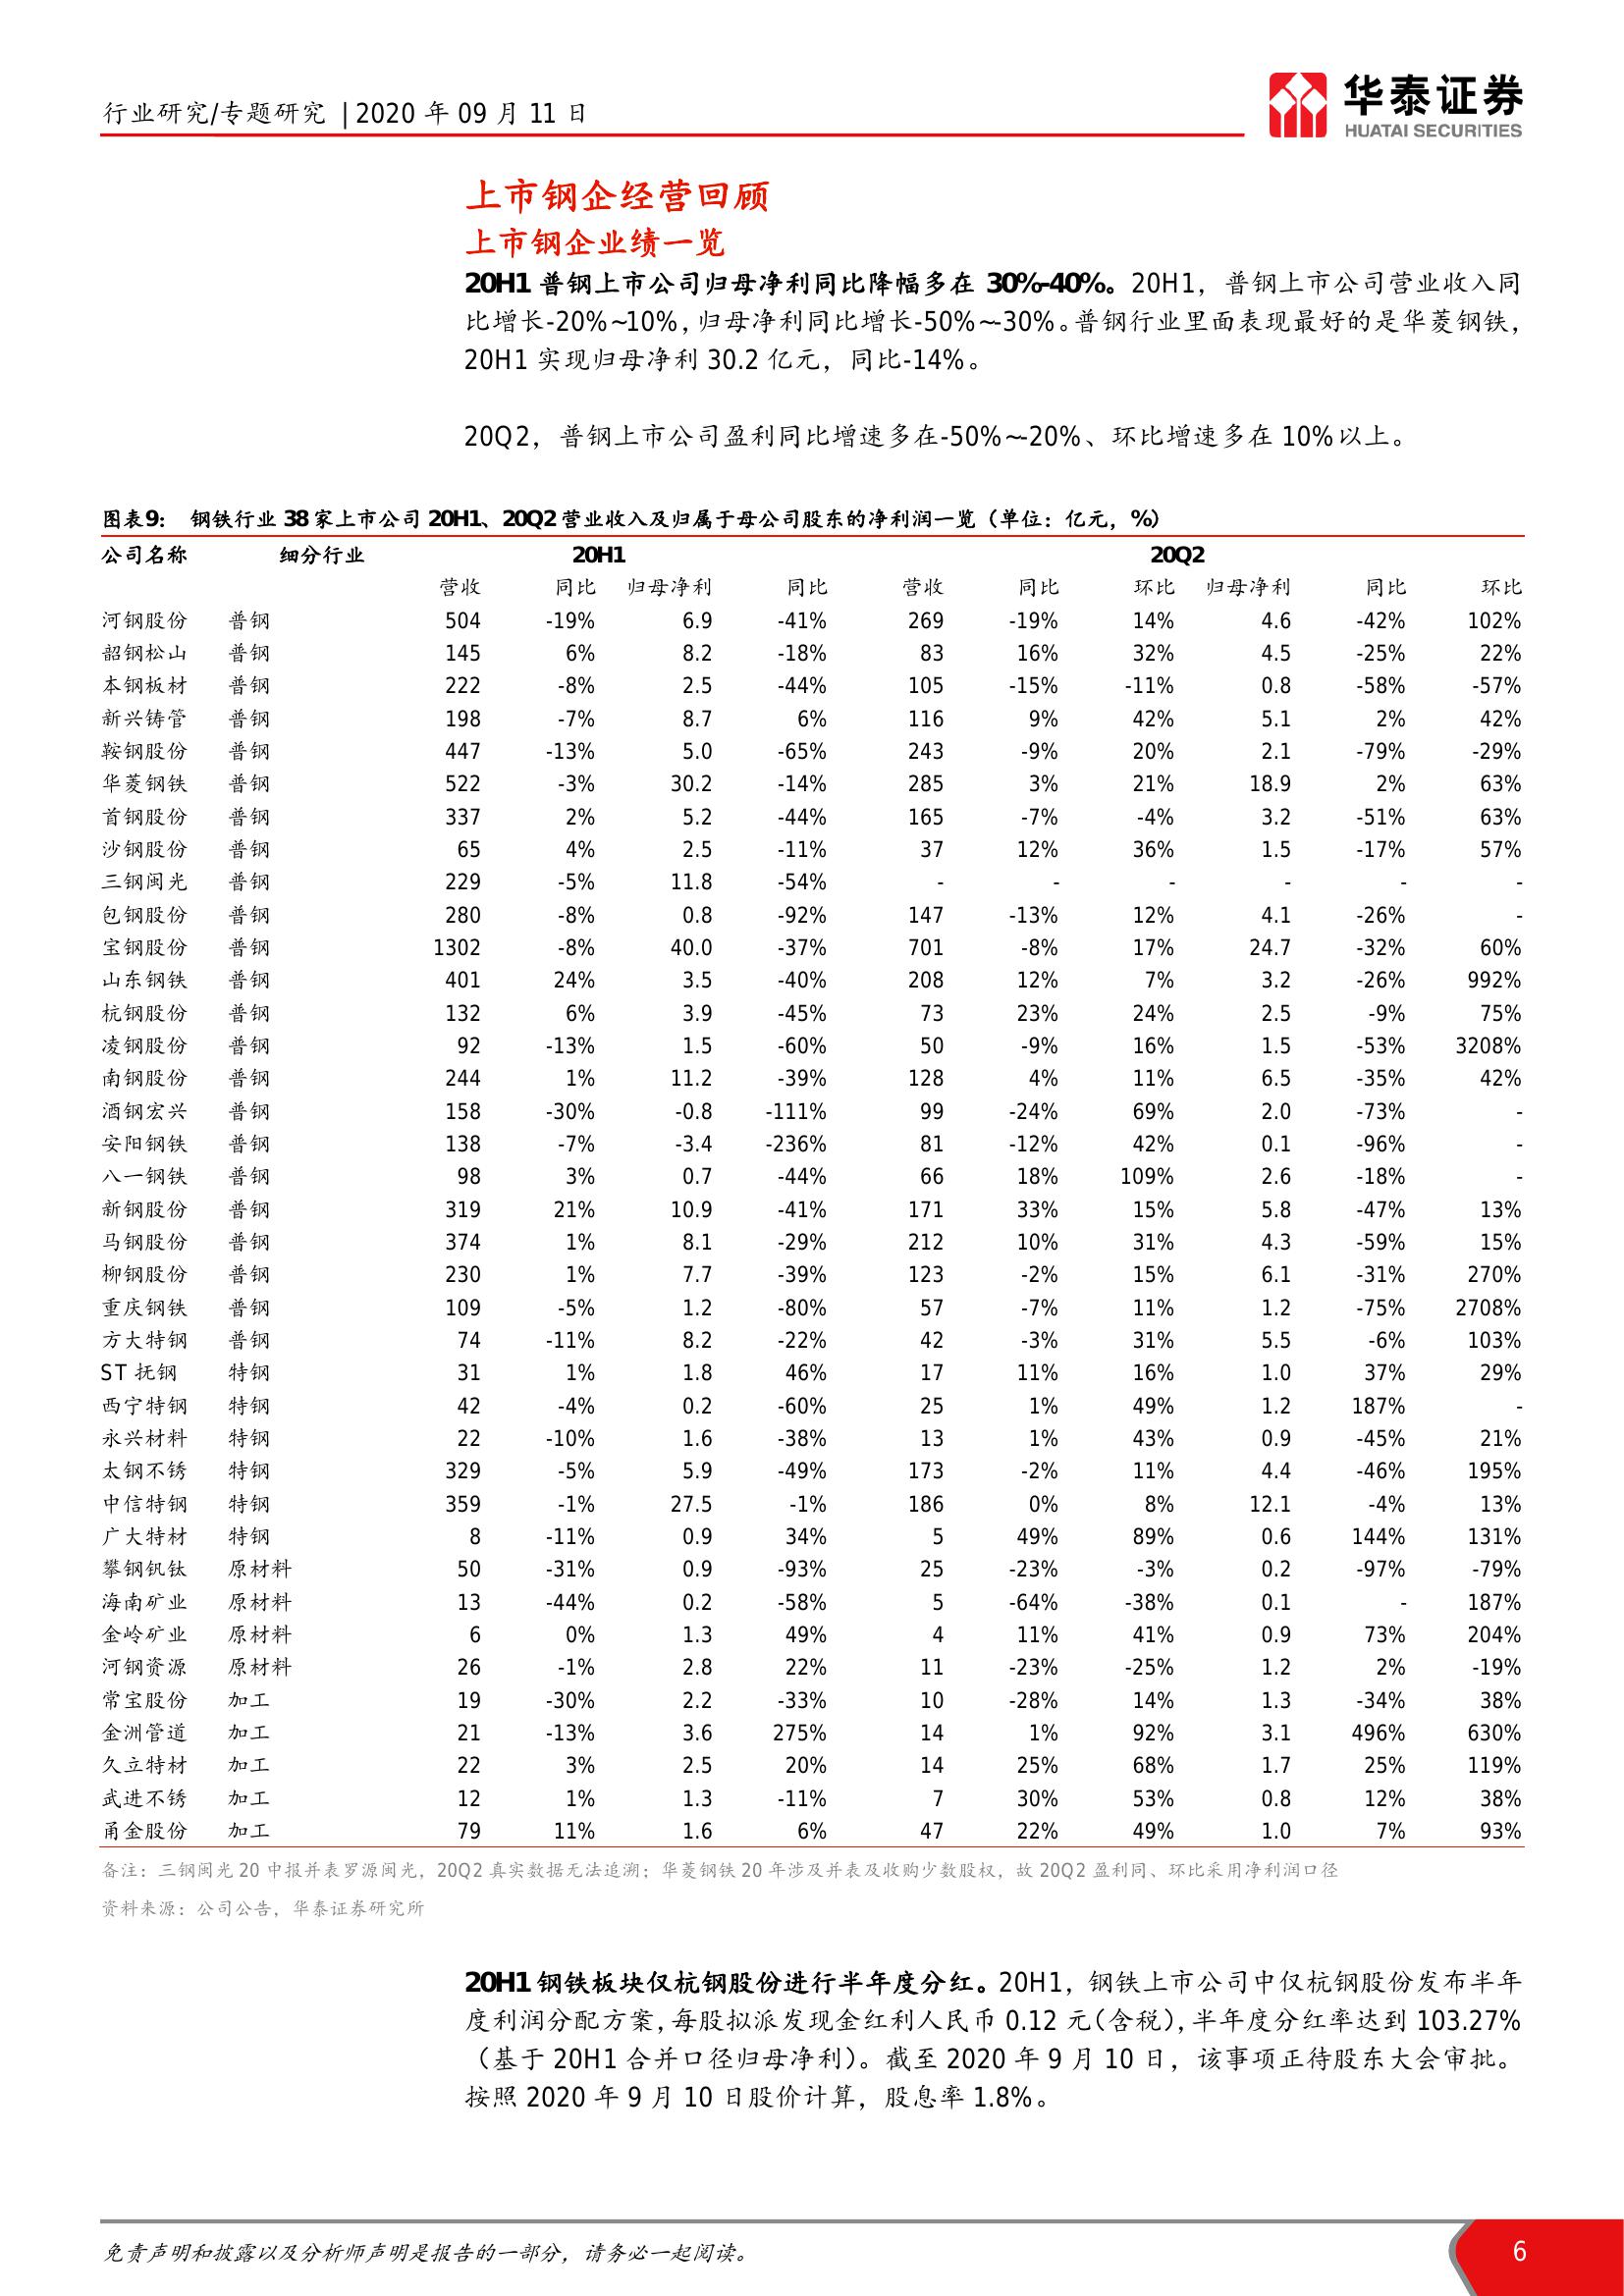 行业研究/专题研究 | 2020 年 09 月 11 日
华泰证券
HUATAI SECURITIES
上市钢企经营回顾
上市钢企业绩一览
20H1 普钢上市公司归母净利同比降幅多在 30%-40%。20H1，普钢上市公司营业收入同
比增长-20%~10%，归母净利同比增长-50%~-30%。普钢行业里面表现最好的是华菱钢铁，
20H1 实现归母净利 30.2 亿元，同比-14%。
20Q2，普钢上市公司盈利同比增速多在-50%~-20%、环比增速多在 10%以上。
图表9： 钢铁行业 38 家上市公司 20H1、20Q2 营业收入及归属于母公司股东的净利润一览（单位：亿元，%）
公司名称 细分行业 20H1 20Q2
营收 同比 归母净利 同比 营收 同比 环比 归母净利 同比 环比
河钢股份 普钢 504 -19% 6.9 -41% 269 -19% 14% 4.6 -42% 102%
韶钢松山 普钢 145 6% 8.2 -18% 83 16% 32% 4.5 -25% 22%
本钢板材 普钢 222 -8% 2.5 -44% 105 -15% -11% 0.8 -58% -57%
新兴铸管 普钢 198 -7% 8.7 6% 116 9% 42% 5.1 2% 42%
鞍钢股份 普钢 447 -13% 5.0 -65% 243 -9% 20% 2.1 -79% -29%
华菱钢铁 普钢 522 -3% 30.2 -14% 285 3% 21% 18.9 2% 63%
首钢股份 普钢 337 2% 5.2 -44% 165 -7% -4% 3.2 -51% 63%
沙钢股份 普钢 65 4% 2.5 -11% 37 12% 36% 1.5 -17% 57%
三钢闽光 普钢 229 -5% 11.8 -54% - - - - - -
包钢股份 普钢 280 -8% 0.8 -92% 147 -13% 12% 4.1 -26% -
宝钢股份 普钢 1302 -8% 40.0 -37% 701 -8% 17% 24.7 -32% 60%
山东钢铁 普钢 401 24% 3.5 -40% 208 12% 7% 3.2 -26% 992%
杭钢股份 普钢 132 6% 3.9 -45% 73 23% 24% 2.5 -9% 75%
凌钢股份 普钢 92 -13% 1.5 -60% 50 -9% 16% 1.5 -53% 3208%
南钢股份 普钢 244 1% 11.2 -39% 128 4% 11% 6.5 -35% 42%
酒钢宏兴 普钢 158 -30% -0.8 -111% 99 -24% 69% 2.0 -73% -
安阳钢铁 普钢 138 -7% -3.4 -236% 81 -12% 42% 0.1 -96% -
八一钢铁 普钢 98 3% 0.7 -44% 66 18% 109% 2.6 -18% -
新钢股份 普钢 319 21% 10.9 -41% 171 33% 15% 5.8 -47% 13%
马钢股份 普钢 374 1% 8.1 -29% 212 10% 31% 4.3 -59% 15%
柳钢股份 普钢 230 1% 7.7 -39% 123 -2% 15% 6.1 -31% 270%
重庆钢铁 普钢 109 -5% 1.2 -80% 57 -7% 11% 1.2 -75% 2708%
方大特钢 普钢 74 -11% 8.2 -22% 42 -3% 31% 5.5 -6% 103%
ST 抚钢 特钢 31 1% 1.8 46% 17 11% 16% 1.0 37% 29%
西宁特钢 特钢 42 -4% 0.2 -60% 25 1% 49% 1.2 187% -
永兴材料 特钢 22 -10% 1.6 -38% 13 1% 43% 0.9 -45% 21%
太钢不锈 特钢 329 -5% 5.9 -49% 173 -2% 11% 4.4 -46% 195%
中信特钢 特钢 359 -1% 27.5 -1% 186 0% 8% 12.1 -4% 13%
广大特材 特钢 8 -11% 0.9 34% 5 49% 89% 0.6 144% 131%
攀钢钒钛 原材料 50 -31% 0.9 -93% 25 -23% -3% 0.2 -97% -79%
海南矿业 原材料 13 -44% 0.2 -58% 5 -64% -38% 0.1 - 187%
金岭矿业 原材料 6 0% 1.3 49% 4 11% 41% 0.9 73% 204%
河钢资源 原材料 26 -1% 2.8 22% 11 -23% -25% 1.2 2% -19%
常宝股份 加工 19 -30% 2.2 -33% 10 -28% 14% 1.3 -34% 38%
金洲管道 加工 21 -13% 3.6 275% 14 1% 92% 3.1 496% 630%
久立特材 加工 22 3% 2.5 20% 14 25% 68% 1.7 25% 119%
武进不锈 加工 12 1% 1.3 -11% 7 30% 53% 0.8 12% 38%
甬金股份 加工 79 11% 1.6 6% 47 22% 49% 1.0 7% 93%
备注：三钢闽光 20 中报并表罗源闽光，20Q2 真实数据无法追溯；华菱钢铁 20 年涉及并表及收购少数股权，故 20Q2 盈利同、环比采用净利润口径
资料来源：公司公告，华泰证券研究所
20H1 钢铁板块仅杭钢股份进行半年度分红。20H1，钢铁上市公司中仅杭钢股份发布半年
度利润分配方案，每股拟派发现金红利人民币 0.12 元（含税），半年度分红率达到 103.27%
（基于 20H1 合并口径归母净利）。截至 2020 年 9 月 10 日，该事项正待股东大会审批。
按照 2020 年 9 月 10 日股价计算，股息率 1.8%。
免责声明和披露以及分析师声明是报告的一部分，请务必一起阅读。
6